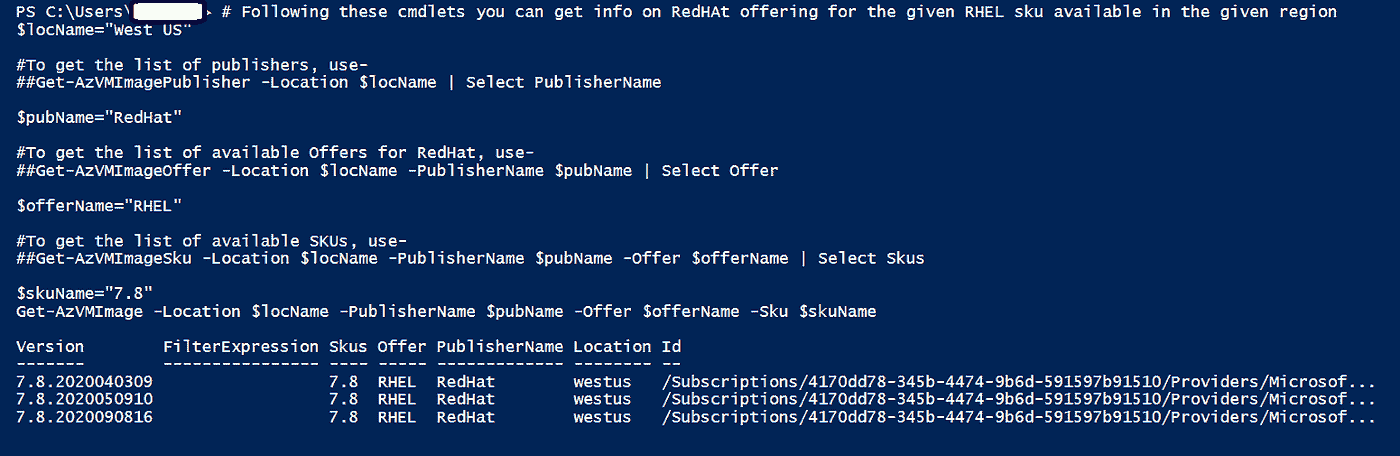 PS C:\Users\ > # Following these cmdlets you can get info on RedHAt offering for the given RHEL sku available in the given region
$locName="West US"
#To get the list of publishers, use-
##Get-AzVMImagePublisher -Location $locName | Select PublisherName
$pubName="RedHat"
#To get the list of available Offers for RedHat, use-
##Get-AzVMImageOffer -Location $locName -PublisherName $pubName | Select Offer
$offerName="RHEL"
#To get the list of available SKUs, use-
##Get-AzVMImageSku -Location $locName -PublisherName $pubName -Offer $offerName | Select Skus
$skuName="7.8"
Get-AzVMImage -Location $locName -PublisherName $pubName -Offer $offerName -Sku $skuName
Version FilterExpression Skus Offer PublisherName Location Id
------- ---------------- ---- ----- ------------- -------- --
7.8.2020040309 7.8 RHEL RedHat westus /Subscriptions/4170dd78-345b-4474-9b6d-591597b91510/Providers/Microsof...
7.8.2020050910 7.8 RHEL RedHat westus /Subscriptions/4170dd78-345b-4474-9b6d-591597b91510/Providers/Microsof...
7.8.2020090816 7.8 RHEL RedHat westus /Subscriptions/4170dd78-345b-4474-9b6d-591597b91510/Providers/Microsof...